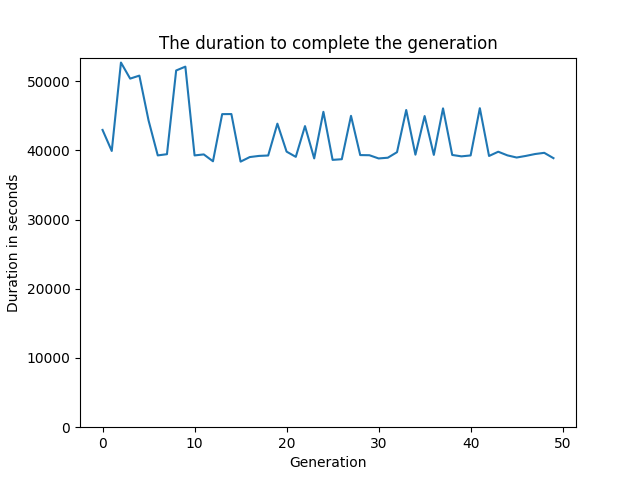 The duration to complete the generation
50000
40000
30000
20000
10000
0
Duration in seconds
0 10 20 30 40 50
Generation